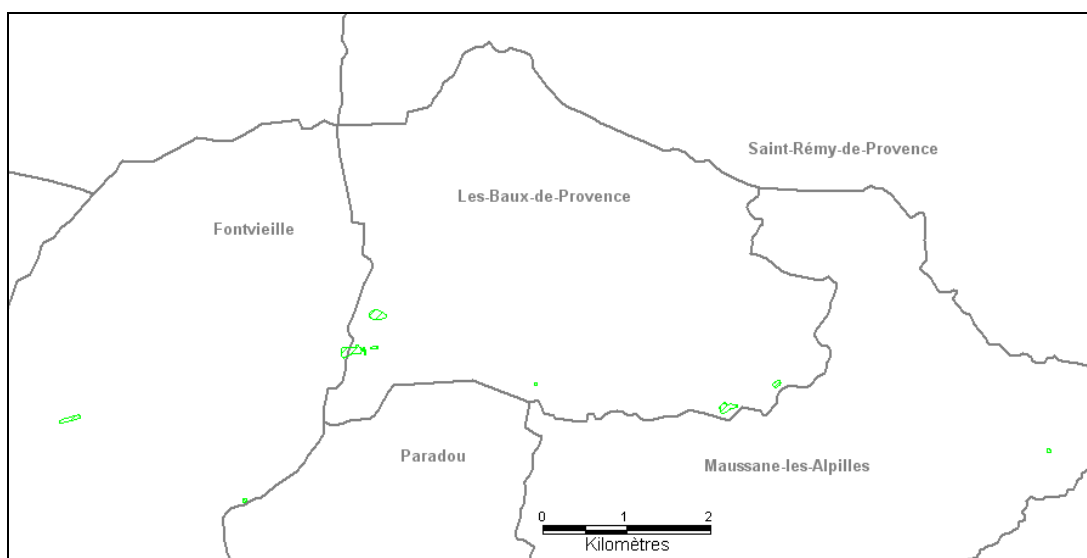 Saint-Rémy-de-Provence
Les-Baux-de-Provence
Fontvieille
Paradou
Maussane-les-Alpilles
0 1 2
Kilomètres